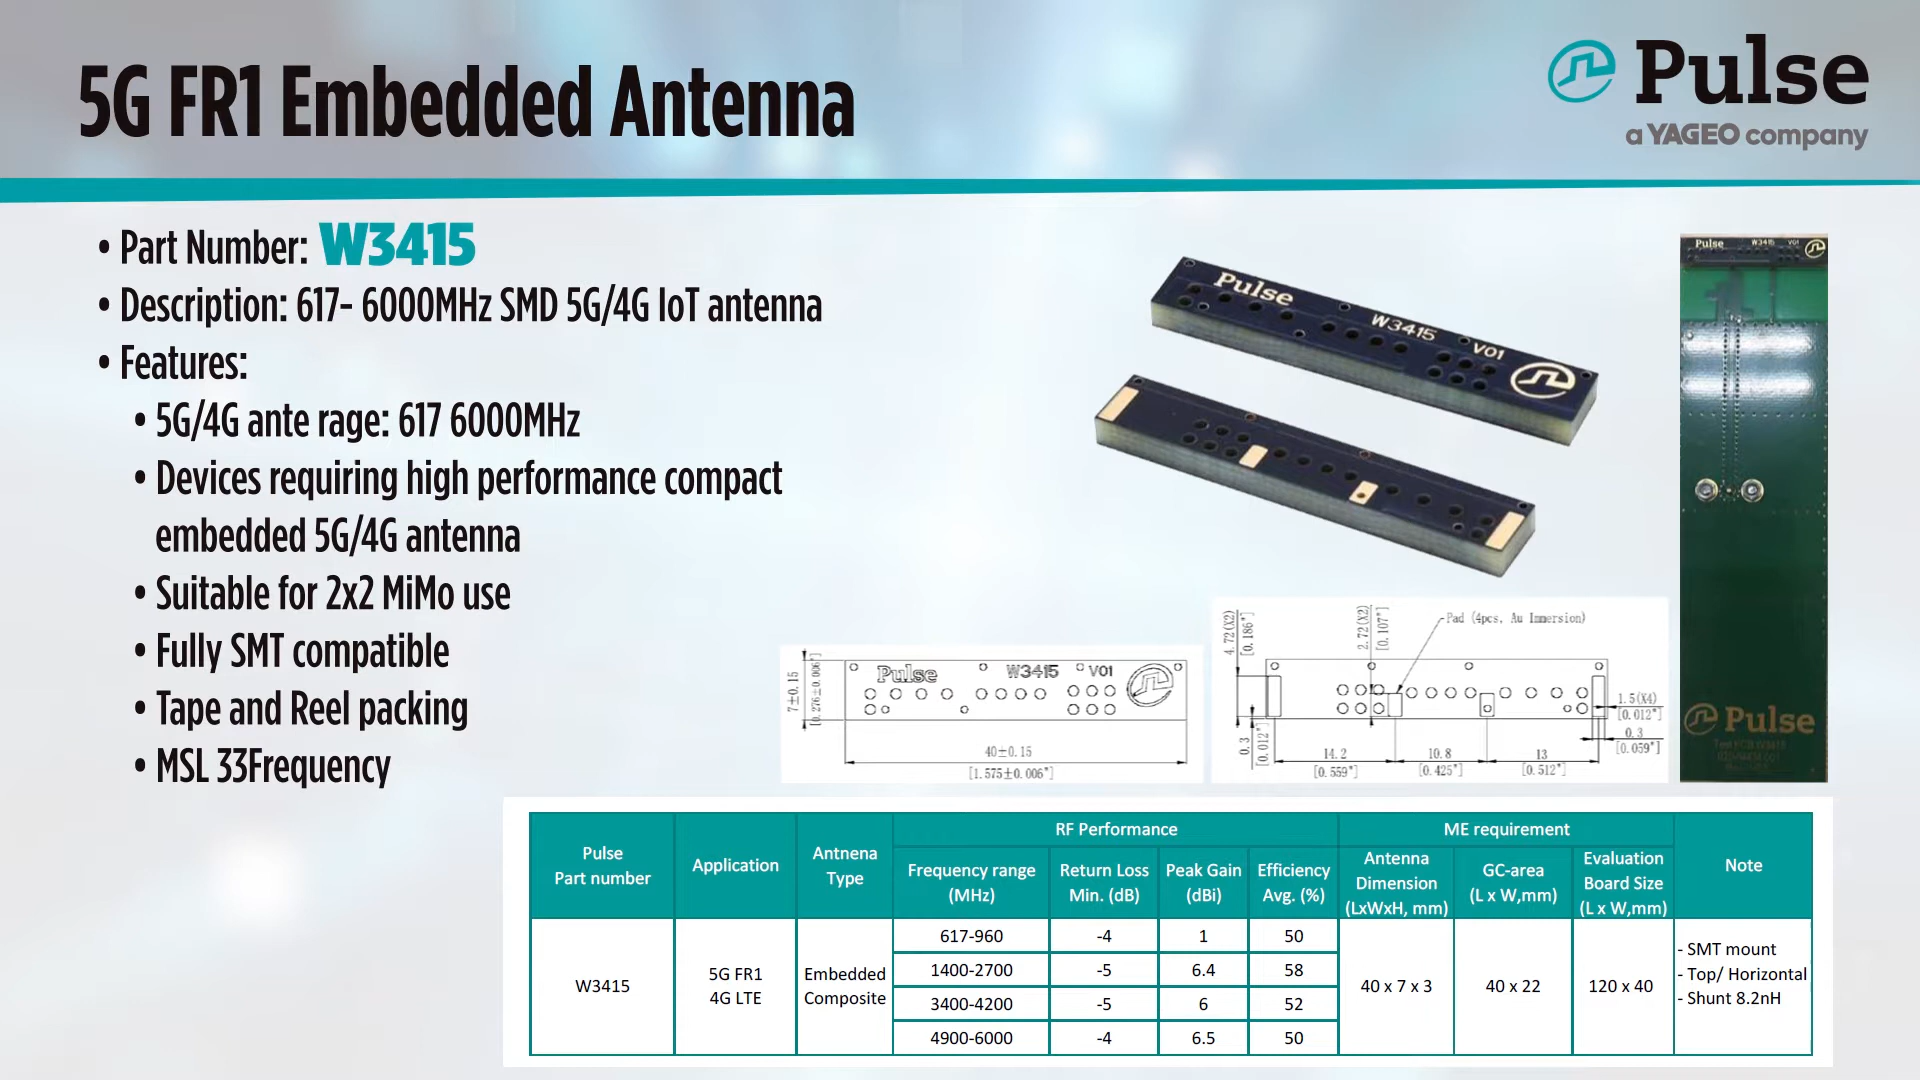 5G FR1 Embedded Antenna
Pulse
a YAGEO company
• Part Number: W3415
• Description: 617- 6000MHz SMD 5G/4G IoT antenna
• Features:
• 5G/4G ante rage: 617 6000MHz
• Devices requiring high performance compact
embedded 5G/4G antenna
• Suitable for 2x2 MiMo use
• Fully SMT compatible
• Tape and Reel packing
• MSL 33Frequency
Pulse W3415 V01
Pulse W3415 V01
Pulse
Pulse W3415 V01
7±0.15
[0.276±0.006"]
40±0.15
[1.575±0.006"]
4.72(X2)
[0.186"]
2.72(X2)
[0.107"]
Pad (4pcs, Au Immersion)
0.3
[0.012"]
14.2
[0.559"]
10.8
[0.425"]
13
[0.512"]
1.5(X4)
[0.012"]
0.3
[0.059"]
Pulse
Part number
Application
Antnena
Type
RF Performance
ME requirement
Note
Frequency range
(MHz)
Return Loss
Min. (dB)
Peak Gain
(dBi)
Efficiency
Avg. (%)
Antenna
Dimension
(LxWxH, mm)
GC-area
(L x W,mm)
Evaluation
Board Size
(L x W,mm)
W3415
5G FR1
4G LTE
Embedded
Composite
617-960 -4 1 50
1400-2700 -5 6.4 58
3400-4200 -5 6 52
4900-6000 -4 6.5 50
40 x 7 x 3
40 x 22
120 x 40
- SMT mount
- Top/ Horizontal
- Shunt 8.2nH